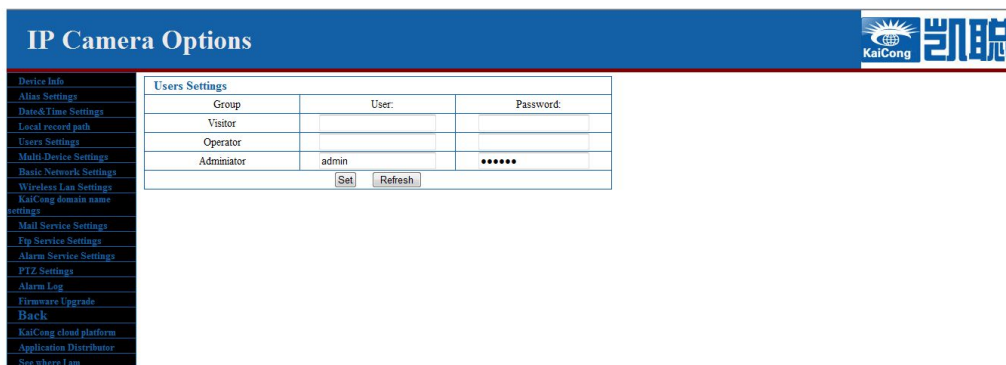 IP Camera Options
KaiCong
凯聪
Device Info
Alias Settings
Date&Time Settings
Local record path
Users Settings
Multi-Device Settings
Basic Network Settings
Wireless Lan Settings
KaiCong domain name
settings
Mail Service Settings
Ftp Service Settings
Alarm Service Settings
PTZ Settings
Alarm Log
Firmware Upgrade
Back
KaiCong cloud platform
Application Distributor
See where I am
Users Settings
Group User: Password:
Visitor
Operator
Adminiator admin ●●●●●●
Set Refresh